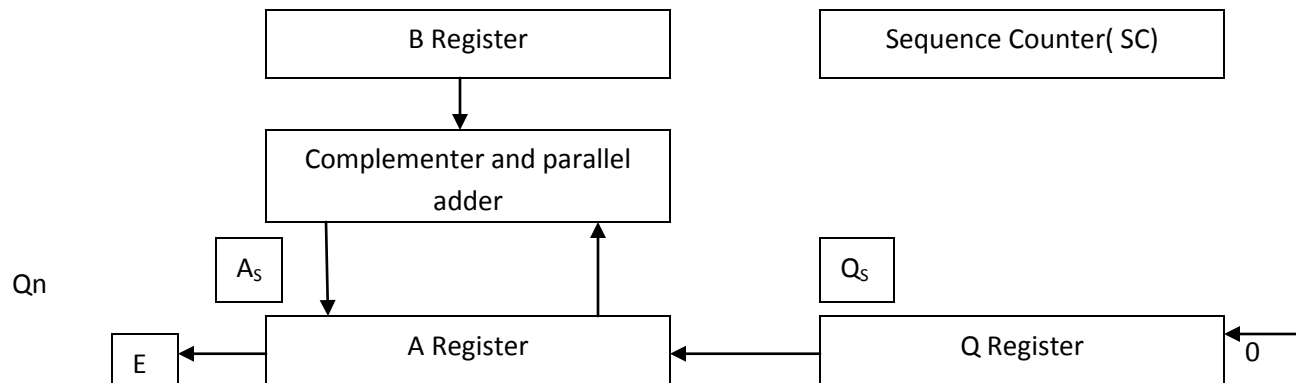 B Register
Sequence Counter( SC)
Complementer and parallel
adder
AS
QS
Qn
E
A Register
Q Register
0